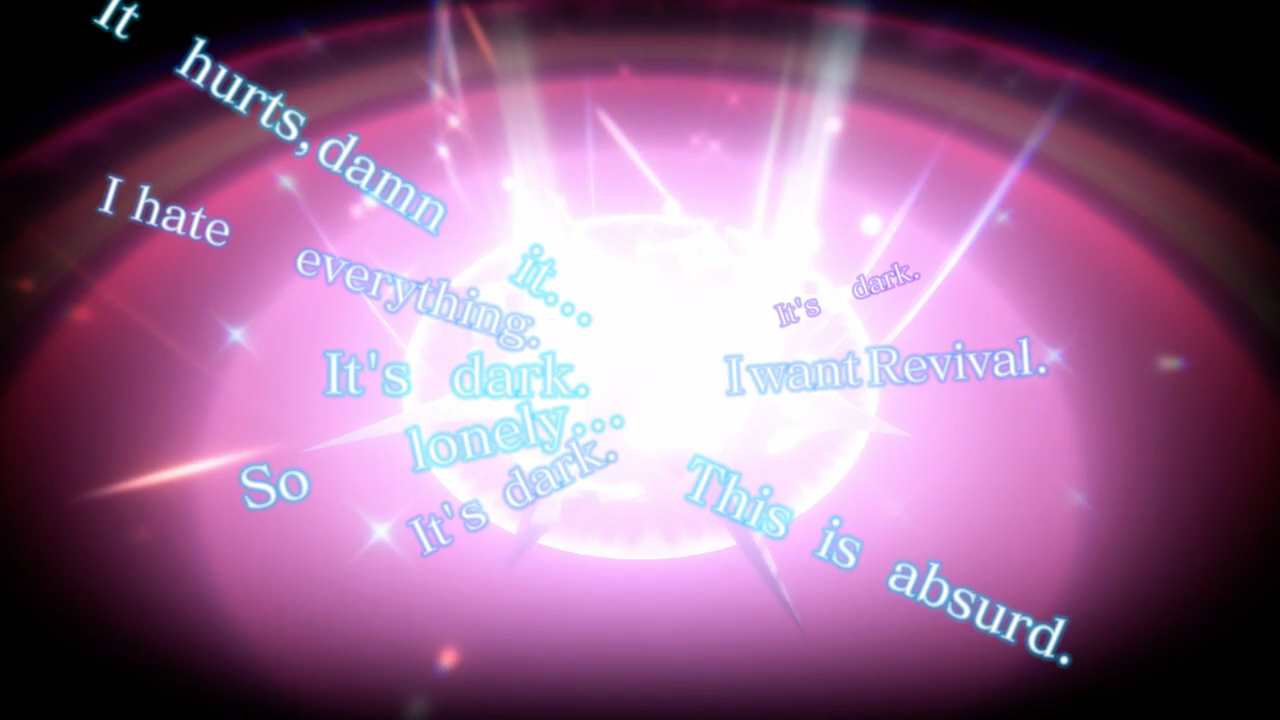 It hurts, damn it...
I hate everything.
It's dark.
It's dark.
I want Revival.
So lonely...
It's dark.
This is absurd.